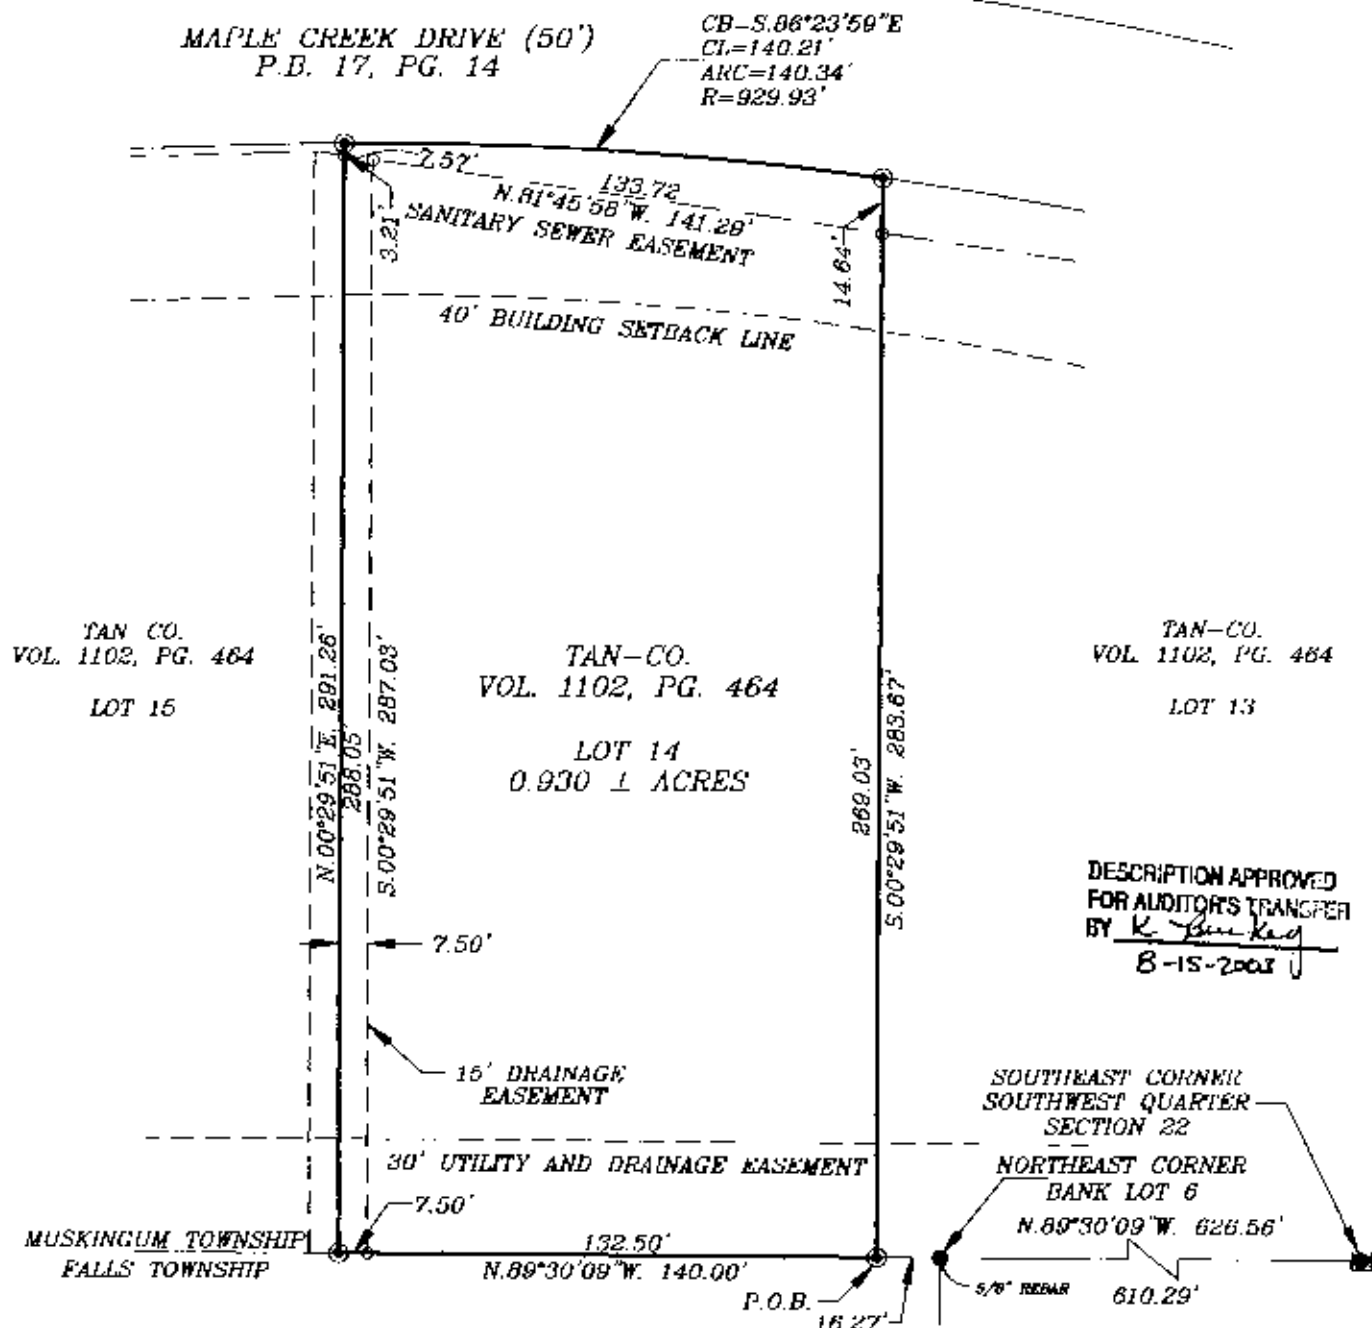 MAPLE CREEK DRIVE (50')
P.B. 17, PG. 14
CB-S.86°23'59"E
CL=140.21'
ARC=140.34'
R=929.93'
7.57'
133.72
N.81°45'58"W. 141.29'
SANITARY SEWER EASEMENT
3.21'
14.64'
40' BUILDING SETBACK LINE
TAN CO.
VOL. 1102, PG. 464
LOT 15
N.00°29'51"E. 291.26'
288.05'
S.00°29'51"W. 287.03'
TAN-CO.
VOL. 1102, PG. 464
LOT 14
0.930 ± ACRES
269.03'
S.00°29'51"W. 283.67'
TAN-CO.
VOL. 1102, PG. 464
LOT 13
DESCRIPTION APPROVED
FOR AUDITOR'S TRANSFER
BY K.
8-15-2003
7.50'
15' DRAINAGE
EASEMENT
30' UTILITY AND DRAINAGE EASEMENT
7.50'
MUSKINGUM TOWNSHIP
FALLS TOWNSHIP
132.50'
N.89°30'09"W. 140.00'
P.O.B.
16.27'
SOUTHEAST CORNER
SOUTHWEST QUARTER
SECTION 22
NORTHEAST CORNER
BANK LOT 6
N.89°30'09"W. 626.56'
5/8" REBAR
610.29'